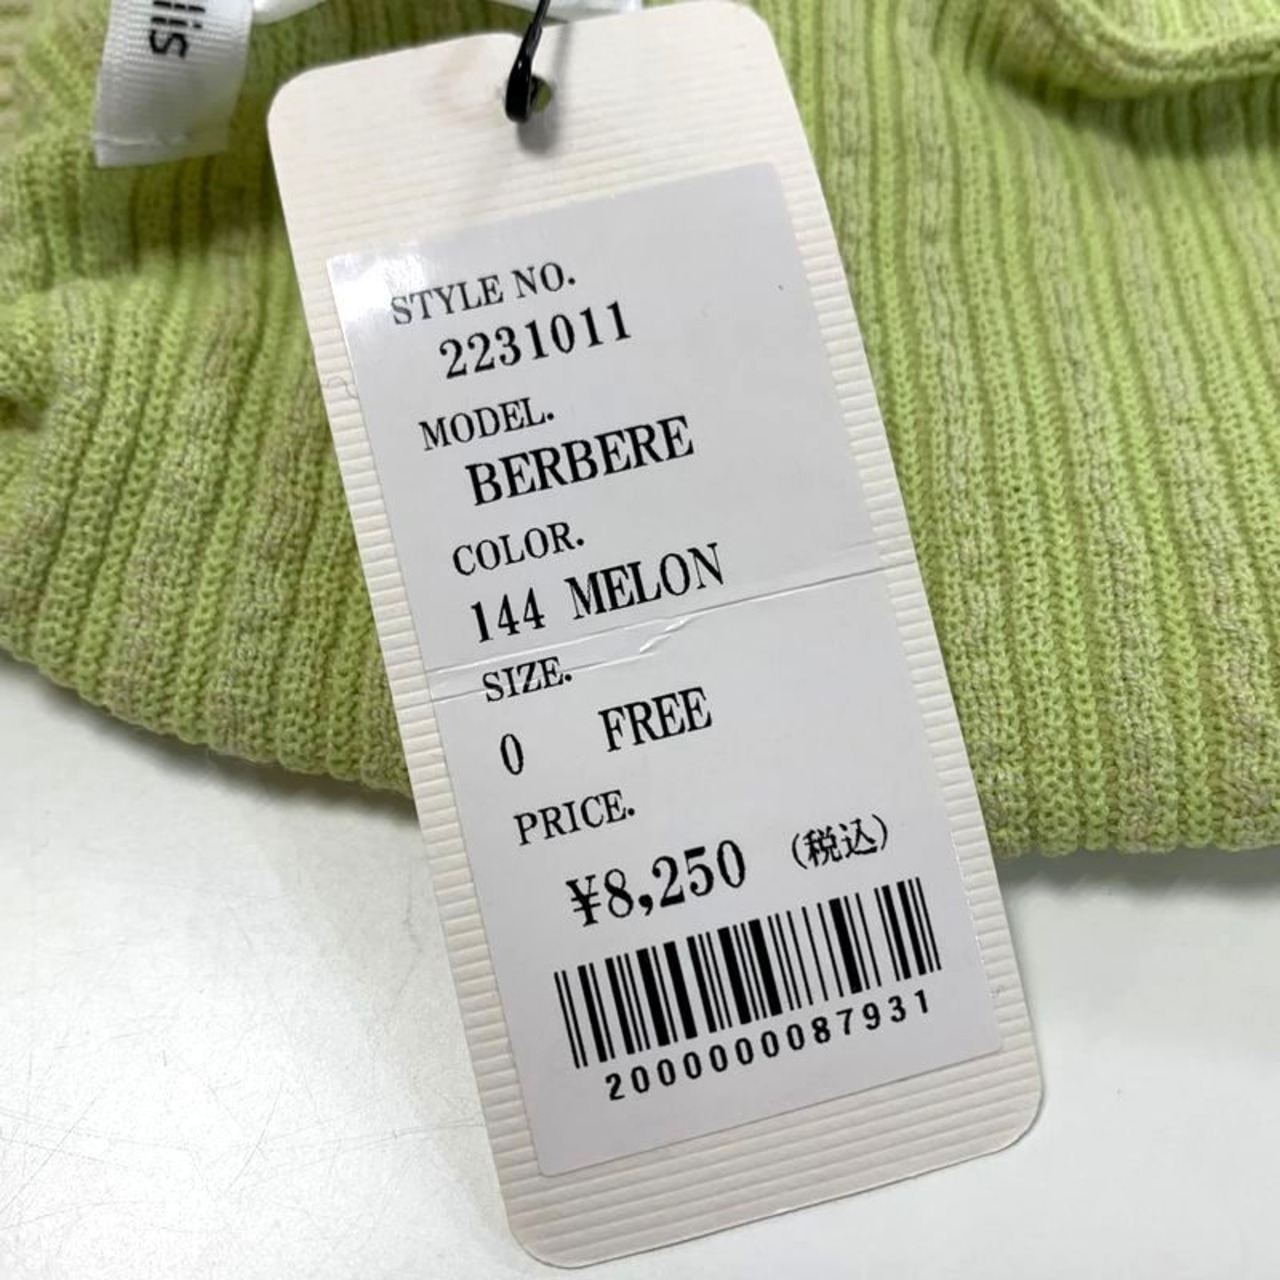 STYLE NO.
2231011
MODEL.
BERBERE
COLOR.
144 MELON
SIZE.
0 FREE
PRICE.
¥8,250 (税込)
2000000087931